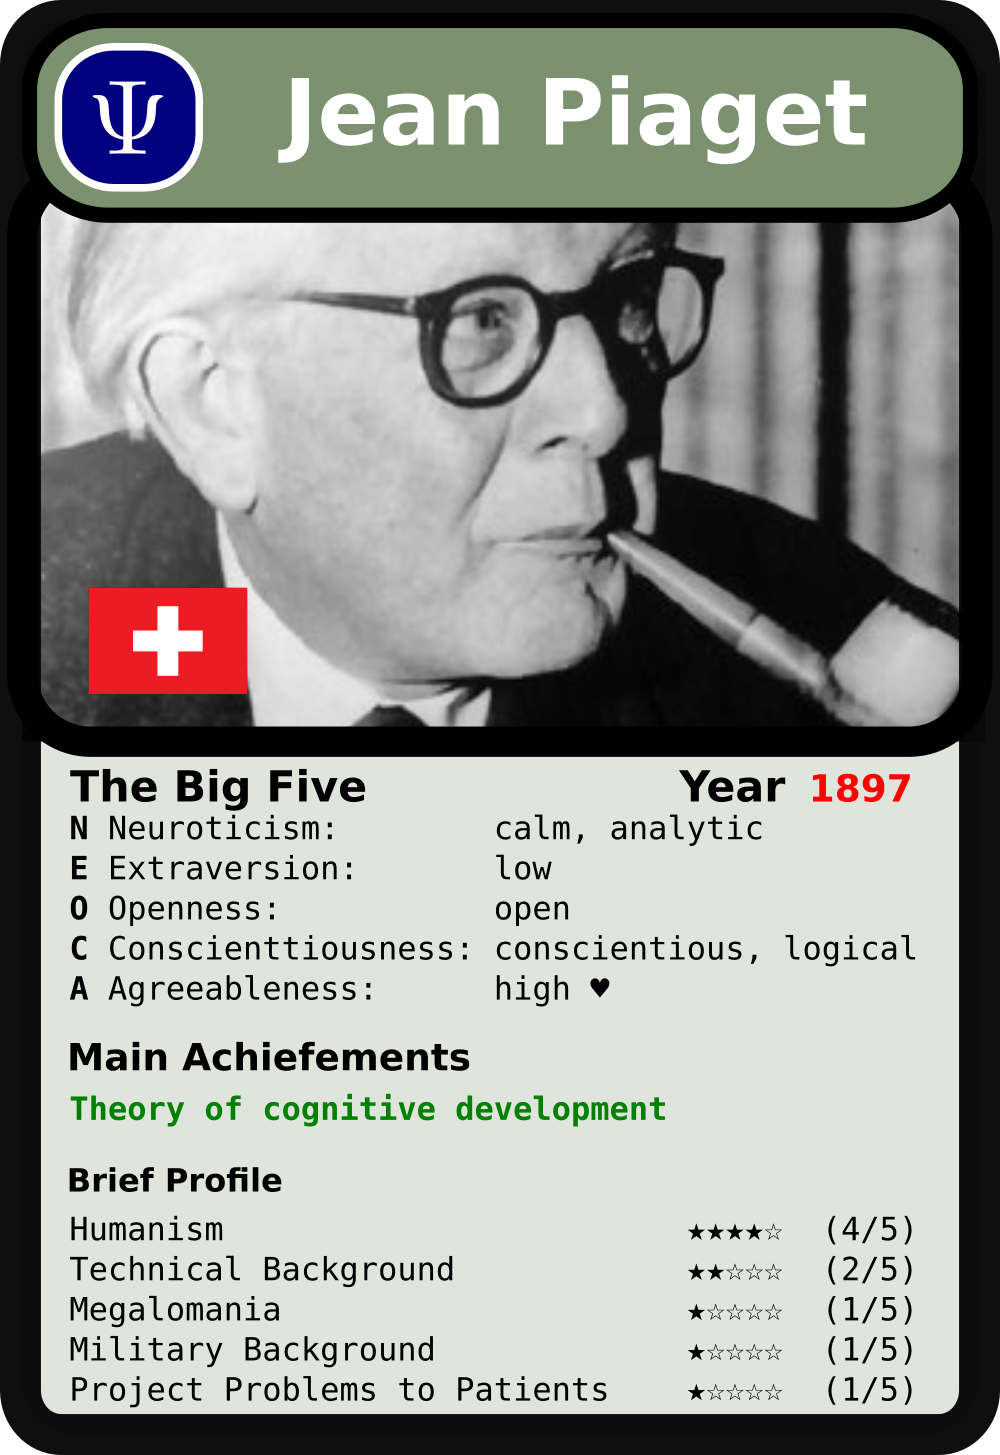 Ψ Jean Piaget
The Big Five Year 1897
N Neuroticism: calm, analytic
E Extraversion: low
O Openness: open
C Conscienttiousness: conscientious, logical
A Agreeableness: high ♥
Main Achiefements
Theory of cognitive development
Brief Profile
Humanism ★★★★☆ (4/5)
Technical Background ★★☆☆☆ (2/5)
Megalomania ★☆☆☆☆ (1/5)
Military Background ★☆☆☆☆ (1/5)
Project Problems to Patients ★☆☆☆☆ (1/5)